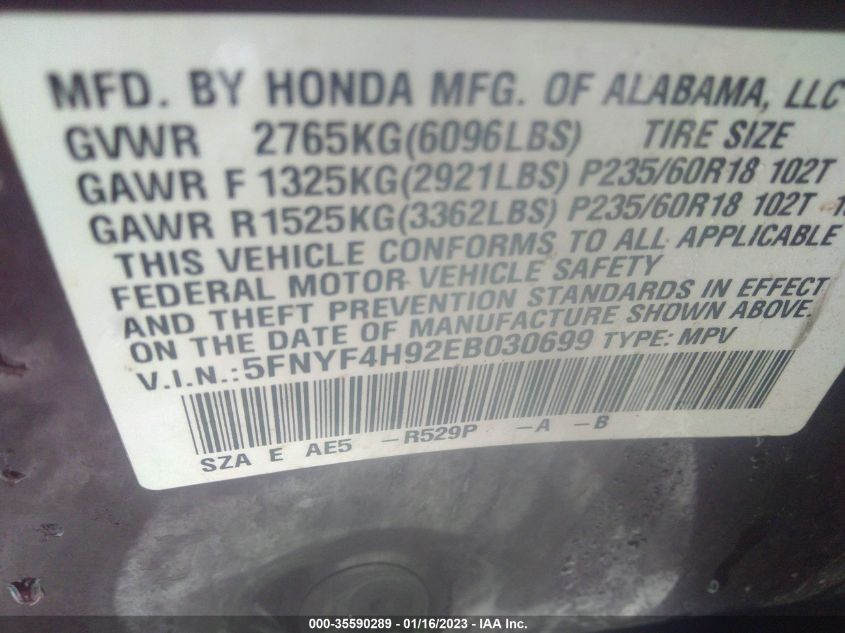 MFD. BY HONDA MFG. OF ALABAMA, LLC
GVWR 2765KG(6096LBS) TIRE SIZE
GAWR F 1325KG(2921LBS) P235/60R18 102T
GAWR R 1525KG(3362LBS) P235/60R18 102T
THIS VEHICLE CONFORMS TO ALL APPLICABLE
FEDERAL MOTOR VEHICLE SAFETY
AND THEFT PREVENTION STANDARDS IN EFFECT
ON THE DATE OF MANUFACTURE SHOWN ABOVE.
V.I.N.:5FNYF4H92EB030699 TYPE: MPV
SZA E AE5 -R529P -A -B
000-35590289 - 01/16/2023 - IAA Inc.